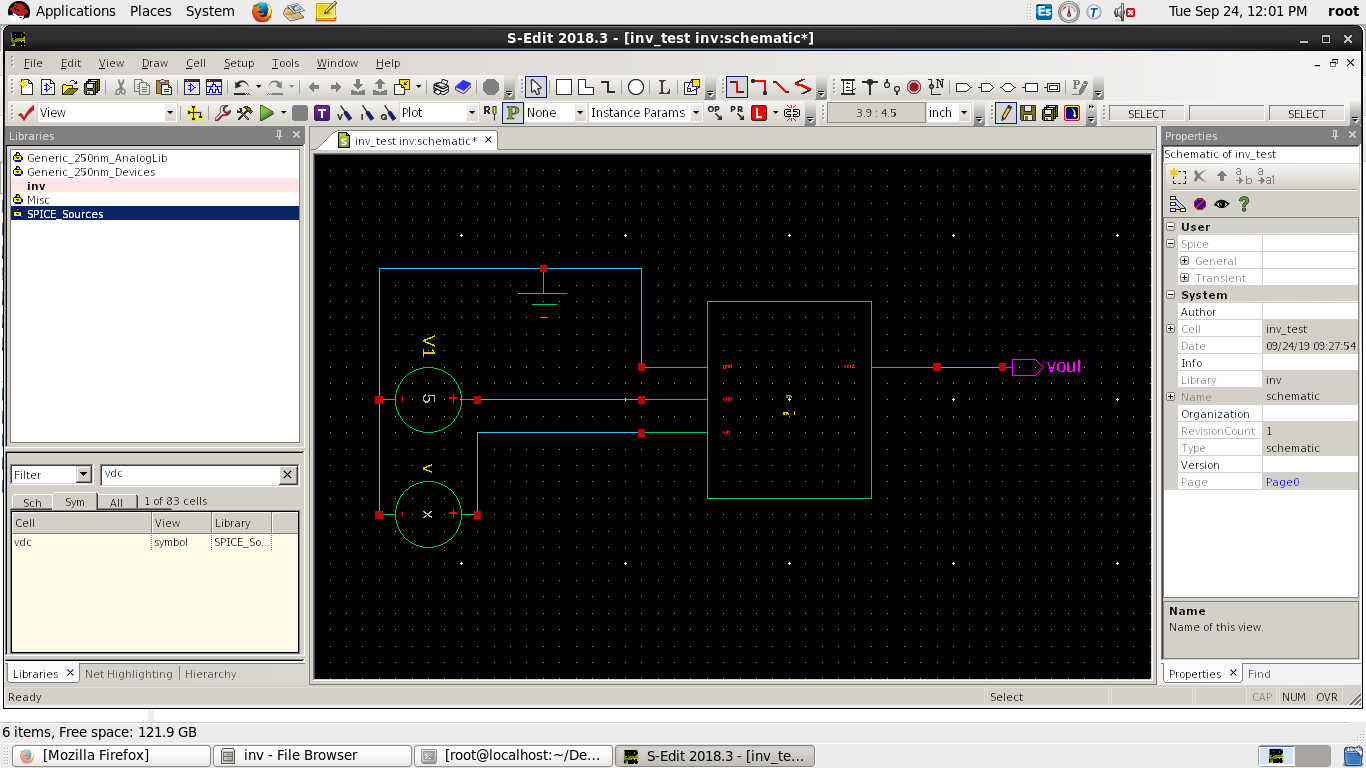 Applications Places System
Tue Sep 24, 12:01 PM root
S-Edit 2018.3 - [inv_test inv:schematic*]
File Edit View Draw Cell Setup Tools Window Help
View Plot None Instance Params 3.9 : 4.5 inch SELECT SELECT
Libraries
Generic_250nm_AnalogLib
Generic_250nm_Devices
inv
Misc
SPICE_Sources
Filter vdc
Sch Sym All 1 of 83 cells
Cell View Library
vdc symbol SPICE_So...
Libraries Net Highlighting Hierarchy
inv_test inv:schematic*
V1
5
- +
gnd
vdd
vin
vout
vout
V
X
- +
Properties
Schematic of inv_test
User
Spice
General
Transient
System
Author
Cell inv_test
Date 09/24/19 09:27:54
Info
Library inv
Name schematic
Organization
RevisionCount 1
Type schematic
Version
Page Page0
Name
Name of this view.
Properties Find
Ready Select CAP NUM OVR
6 items, Free space: 121.9 GB
[Mozilla Firefox] inv - File Browser [root@localhost:~/De... S-Edit 2018.3 - [inv_te...